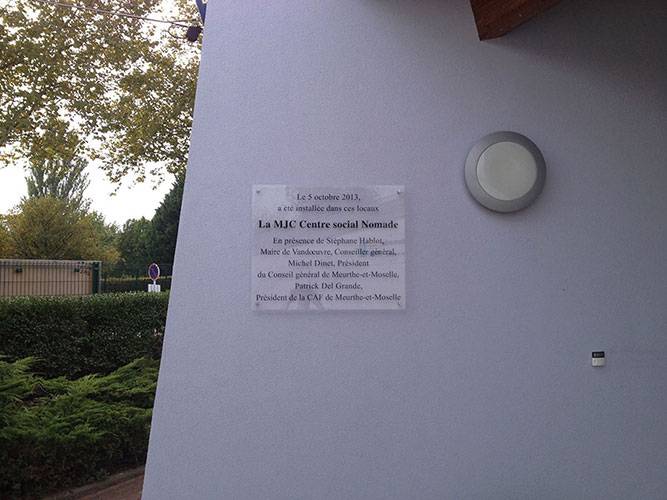 Le 5 octobre 2013,
a été installée dans ces locaux
La MJC Centre social Nomade
En présence de Stéphane Hablot,
Maire de Vandœuvre, Conseiller général,
Michel Dinet, Président
du Conseil général de Meurthe-et-Moselle,
Patrick Del Grande,
Président de la CAF de Meurthe-et-Moselle